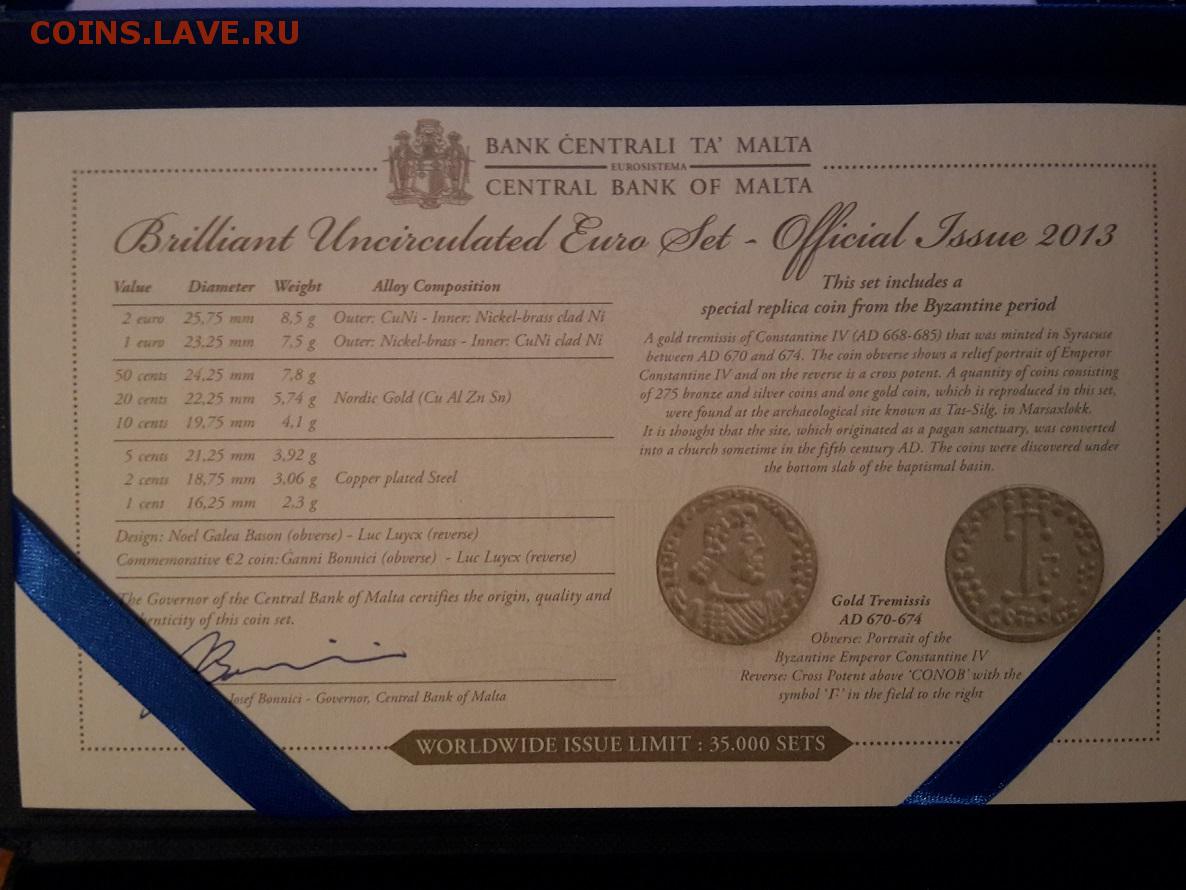 COINS.LAVE.RU
BANK ĊENTRALI TA' MALTA
EUROSISTEMA
CENTRAL BANK OF MALTA
Brilliant Uncirculated Euro Set - Official Issue 2013
Value Diameter Weight Alloy Composition
2 euro 25,75 mm 8,5 g Outer: CuNi - Inner: Nickel-brass clad Ni
1 euro 23,25 mm 7,5 g Outer: Nickel-brass - Inner: CuNi clad Ni
50 cents 24,25 mm 7,8 g
20 cents 22,25 mm 5,74 g Nordic Gold (Cu Al Zn Sn)
10 cents 19,75 mm 4,1 g
5 cents 21,25 mm 3,92 g
2 cents 18,75 mm 3,06 g Copper plated Steel
1 cent 16,25 mm 2,3 g
Design: Noel Galea Bason (obverse) - Luc Luycx (reverse)
Commemorative €2 coin: Ġanni Bonnici (obverse) - Luc Luycx (reverse)
The Governor of the Central Bank of Malta certifies the origin, quality and
of this coin set.
Josef Bonnici - Governor, Central Bank of Malta
This set includes a
special replica coin from the Byzantine period
A gold tremissis of Constantine IV (AD 668-685) that was minted in Syracuse
between AD 670 and 674. The coin obverse shows a relief portrait of Emperor
Constantine IV and on the reverse is a cross potent. A quantity of coins consisting
of 275 bronze and silver coins and one gold coin, which is reproduced in this set,
were found at the archaeological site known as Tas-Silġ, in Marsaxlokk.
It is thought that the site, which originated as a pagan sanctuary, was converted
into a church sometime in the fifth century AD. The coins were discovered under
the bottom slab of the baptismal basin.
Gold Tremissis
AD 670-674
Obverse: Portrait of the
Byzantine Emperor Constantine IV
Reverse: Cross Potent above 'CONOB' with the
symbol 'F' in the field to the right
WORLDWIDE ISSUE LIMIT : 35.000 SETS